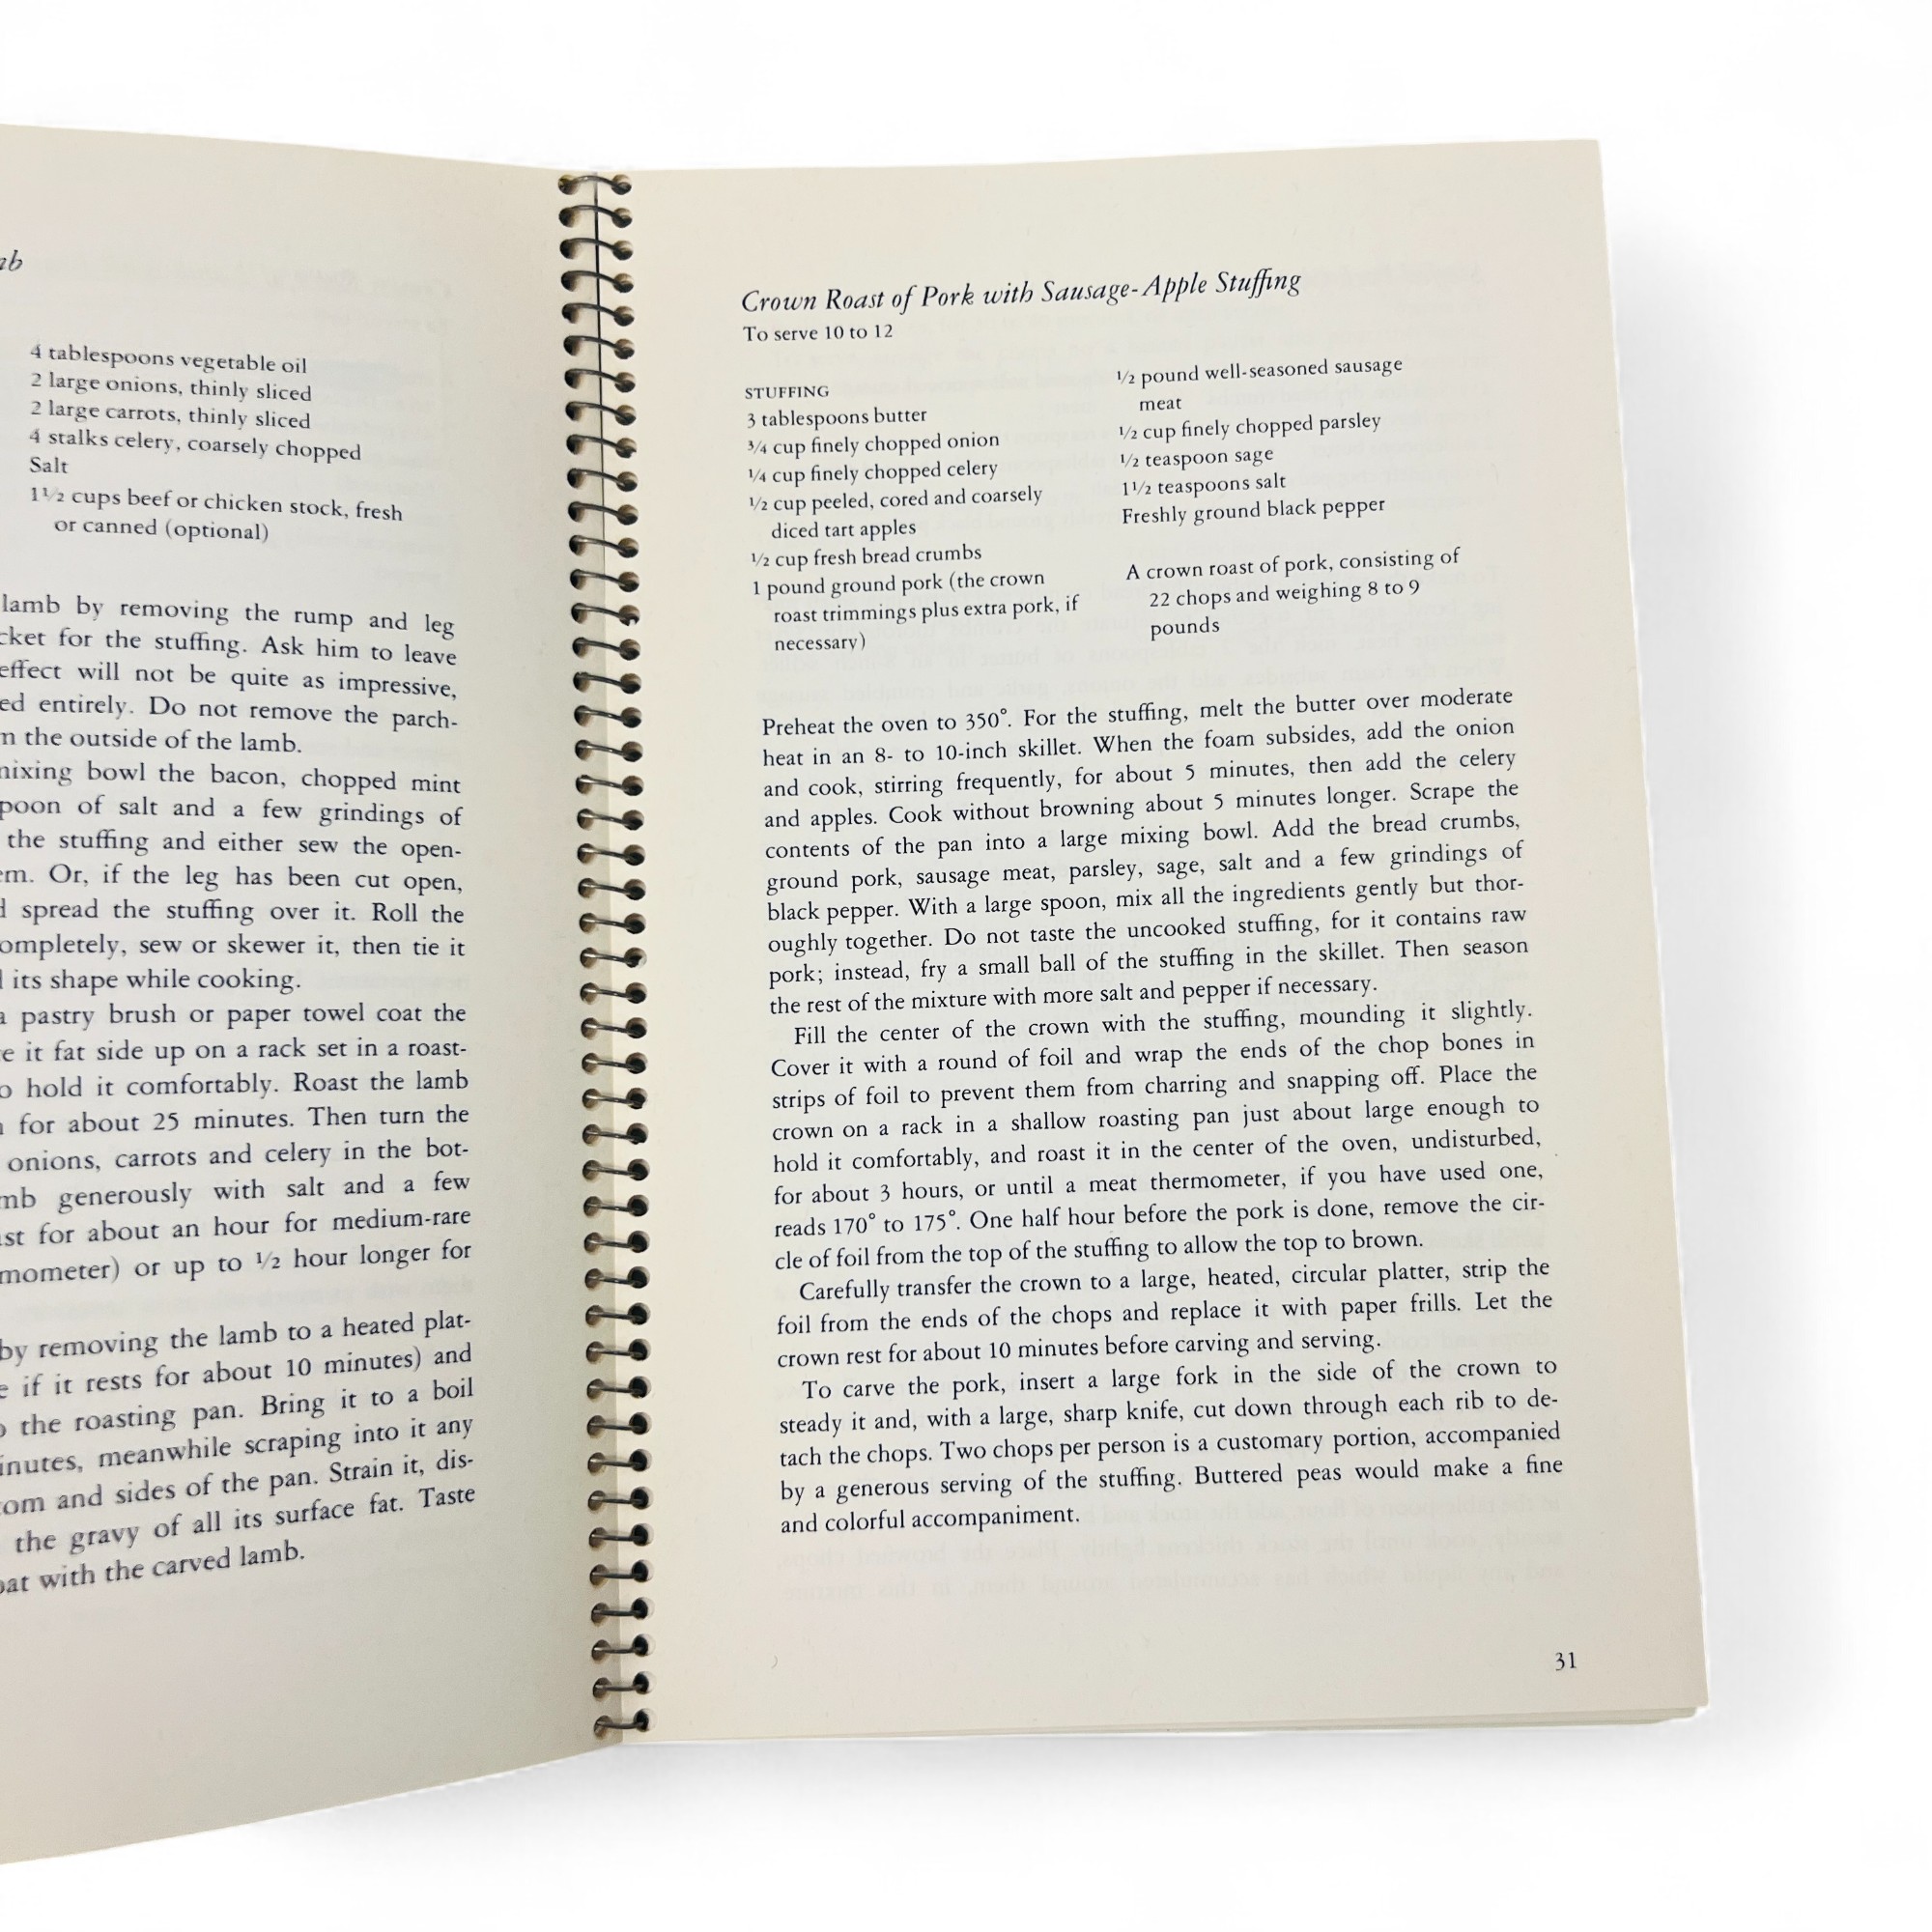 4 tablespoons vegetable oil
2 large onions, thinly sliced
2 large carrots, thinly sliced
4 stalks celery, coarsely chopped
Salt
1½ cups beef or chicken stock, fresh
or canned (optional)
lamb by removing the rump and leg
for the stuffing. Ask him to leave
effect will not be quite as impressive,
entirely. Do not remove the parch-
the outside of the lamb.
mixing bowl the bacon, chopped mint
of salt and a few grindings of
the stuffing and either sew the open-
Or, if the leg has been cut open,
spread the stuffing over it. Roll the
completely, sew or skewer it, then tie it
its shape while cooking.
a pastry brush or paper towel coat the
it fat side up on a rack set in a roast-
hold it comfortably. Roast the lamb
for about 25 minutes. Then turn the
onions, carrots and celery in the bot-
generously with salt and a few
for about an hour for medium-rare
or up to ½ hour longer for
by removing the lamb to a heated plat-
if it rests for about 10 minutes) and
the roasting pan. Bring it to a boil
minutes, meanwhile scraping into it any
and sides of the pan. Strain it, dis-
the gravy of all its surface fat. Taste
with the carved lamb.
Crown Roast of Pork with Sausage-Apple Stuffing
To serve 10 to 12
STUFFING
3 tablespoons butter
¾ cup finely chopped onion
¼ cup finely chopped celery
½ cup peeled, cored and coarsely
diced tart apples
½ cup fresh bread crumbs
1 pound ground pork (the crown
roast trimmings plus extra pork, if
necessary)
½ pound well-seasoned sausage
meat
½ cup finely chopped parsley
½ teaspoon sage
1½ teaspoons salt
Freshly ground black pepper
A crown roast of pork, consisting of
22 chops and weighing 8 to 9
pounds
Preheat the oven to 350°. For the stuffing, melt the butter over moderate
heat in an 8- to 10-inch skillet. When the foam subsides, add the onion
and cook, stirring frequently, for about 5 minutes, then add the celery
and apples. Cook without browning about 5 minutes longer. Scrape the
contents of the pan into a large mixing bowl. Add the bread crumbs,
ground pork, sausage meat, parsley, sage, salt and a few grindings of
black pepper. With a large spoon, mix all the ingredients gently but thor-
oughly together. Do not taste the uncooked stuffing, for it contains raw
pork; instead, fry a small ball of the stuffing in the skillet. Then season
the rest of the mixture with more salt and pepper if necessary.
Fill the center of the crown with the stuffing, mounding it slightly.
Cover it with a round of foil and wrap the ends of the chop bones in
strips of foil to prevent them from charring and snapping off. Place the
crown on a rack in a shallow roasting pan just about large enough to
hold it comfortably, and roast it in the center of the oven, undisturbed,
for about 3 hours, or until a meat thermometer, if you have used one,
reads 170° to 175°. One half hour before the pork is done, remove the cir-
cle of foil from the top of the stuffing to allow the top to brown.
Carefully transfer the crown to a large, heated, circular platter, strip the
foil from the ends of the chops and replace it with paper frills. Let the
crown rest for about 10 minutes before carving and serving.
To carve the pork, insert a large fork in the side of the crown to
steady it and, with a large, sharp knife, cut down through each rib to de-
tach the chops. Two chops per person is a customary portion, accompanied
by a generous serving of the stuffing. Buttered peas would make a fine
and colorful accompaniment.
31